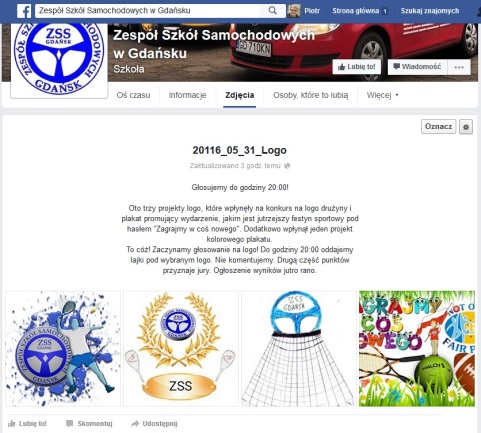 Zespół Szkół Samochodowych w Gdańsku
Piotr
Strona główna 1
Szukaj znajomych
ZSS
GDAŃSK
ZESPÓŁ SZKÓŁ SAMOCHODOWYCH
GDAŃSK
Zespół Szkół Samochodowych
w Gdańsku
Szkoła
GD 710KN
Lubię to!
Wiadomość
Oś czasu
Informacje
Zdjęcia
Osoby, które to lubią
Więcej
Oznacz
20116_05_31_Logo
Zaktualizowano 3 godz. temu
Głosujemy do godziny 20:00!
Oto trzy projekty logo, które wpłynęły na konkurs na logo drużyny i
plakat promujący wydarzenie, jakim jest jutrzejszy festyn sportowy pod
hasłem "Zagrajmy w coś nowego". Dodatkowo wpłynął jeden projekt
kolorowego plakatu.
To cóż! Zaczynamy głosowanie na logo! Do godziny 20:00 oddajemy
lajki pod wybranym logo. Nie komentujemy. Drugą część punktów
przyznaje jury. Ogłoszenie wyników jutro rano.
ZESPÓŁ SZKÓŁ SAMOCHODOWYCH
ZSS
GDAŃSK
ZSS
ZSS
ZSS
GDAŃSK
FAIR
Lubię to!
Skomentuj
Udostępnij